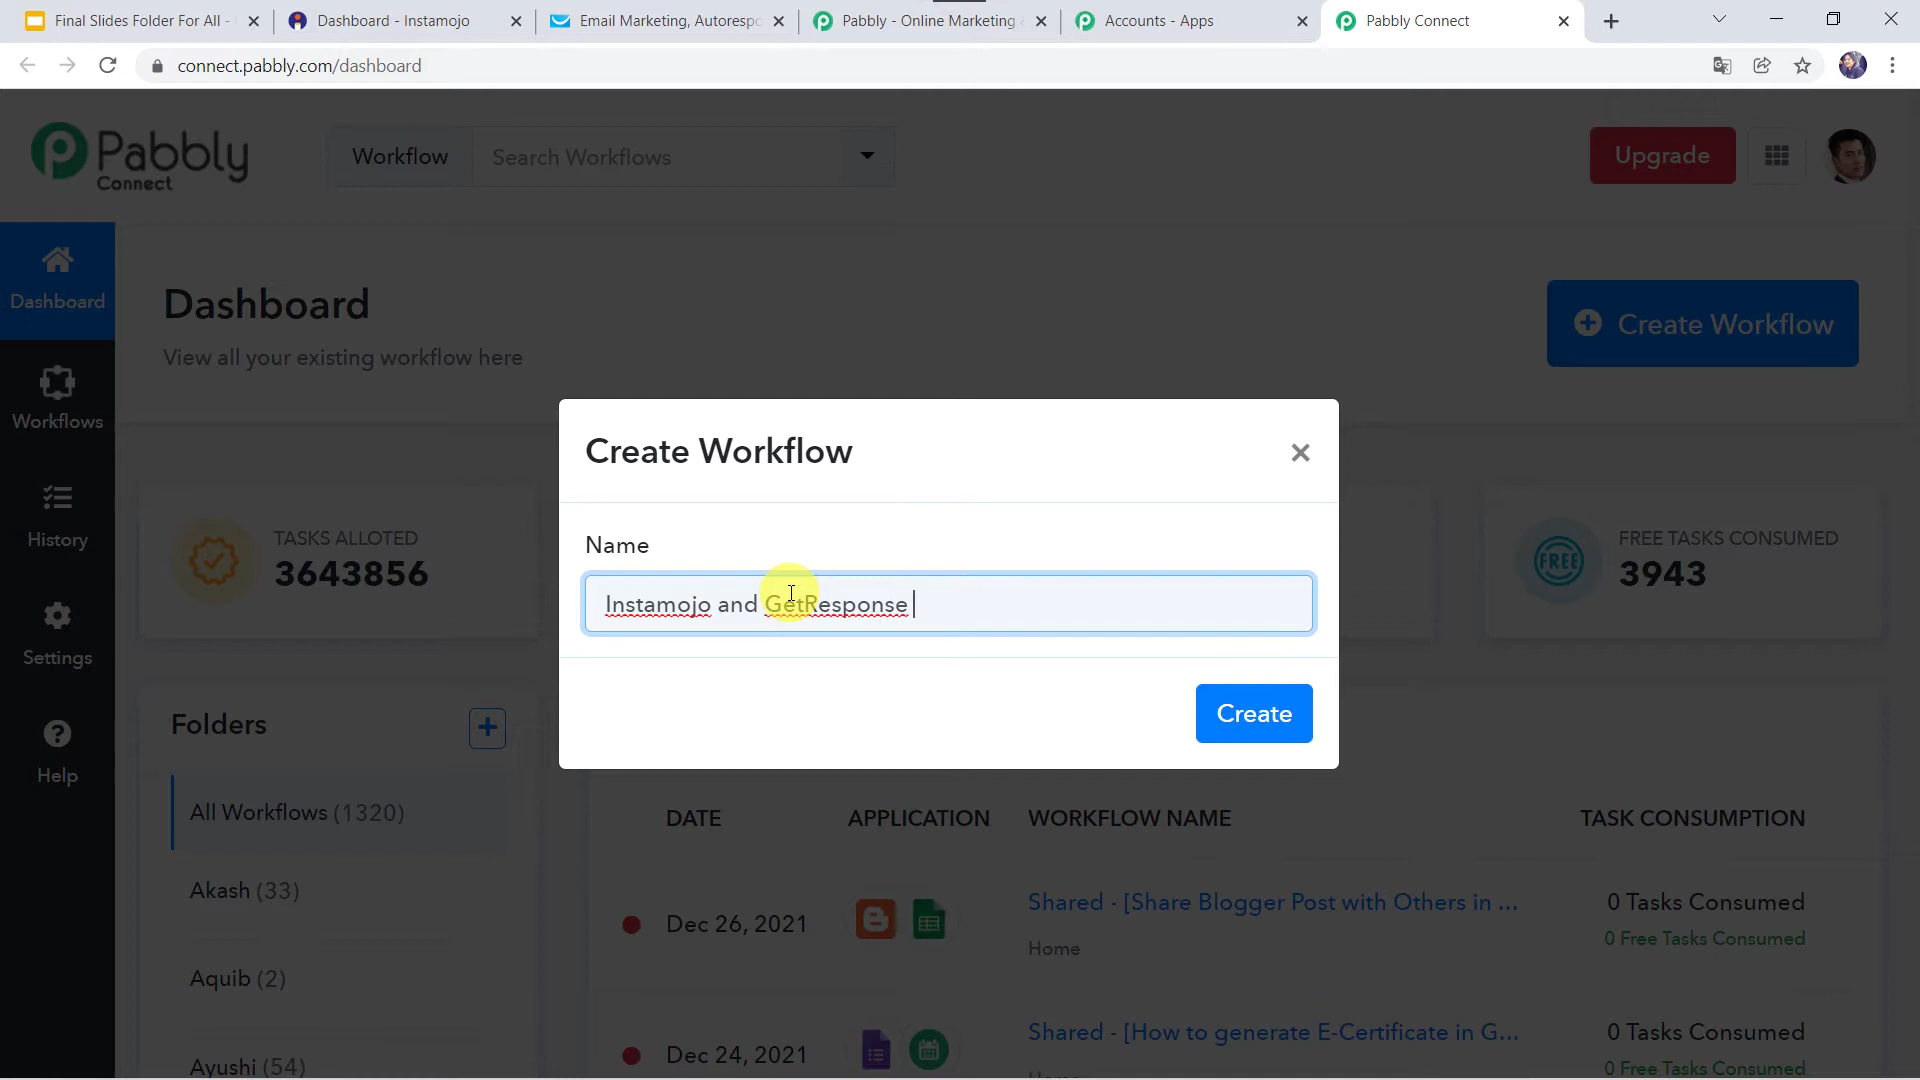 Final Slides Folder For All -
Dashboard - Instamojo
Email Marketing, Autorespo
Pabbly - Online Marketing &
Accounts - Apps
Pabbly Connect
connect.pabbly.com/dashboard
Pabbly
Connect
Workflow
Search Workflows
Upgrade
Dashboard
Workflows
History
Settings
Help
Dashboard
View all your existing workflow here
Create Workflow
Create Workflow
Name
Instamojo and GetResponse
Create
TASKS ALLOTED
3643856
FREE
FREE TASKS CONSUMED
3943
Folders
All Workflows (1320)
Akash (33)
Aquib (2)
Ayushi (54)
DATE
APPLICATION
WORKFLOW NAME
TASK CONSUMPTION
Dec 26, 2021
Shared - [Share Blogger Post with Others in ...
Home
0 Tasks Consumed
0 Free Tasks Consumed
Dec 24, 2021
Shared - [How to generate E-Certificate in G...
0 Tasks Consumed
0 Free Tasks Consumed